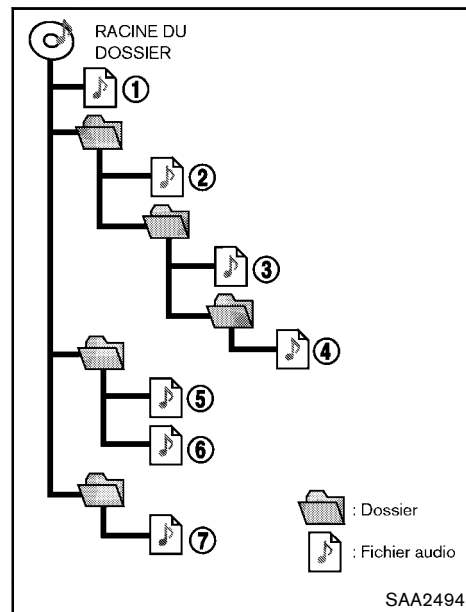 RACINE DU
DOSSIER
①
②
③
④
⑤
⑥
⑦
: Dossier
: Fichier audio
SAA2494